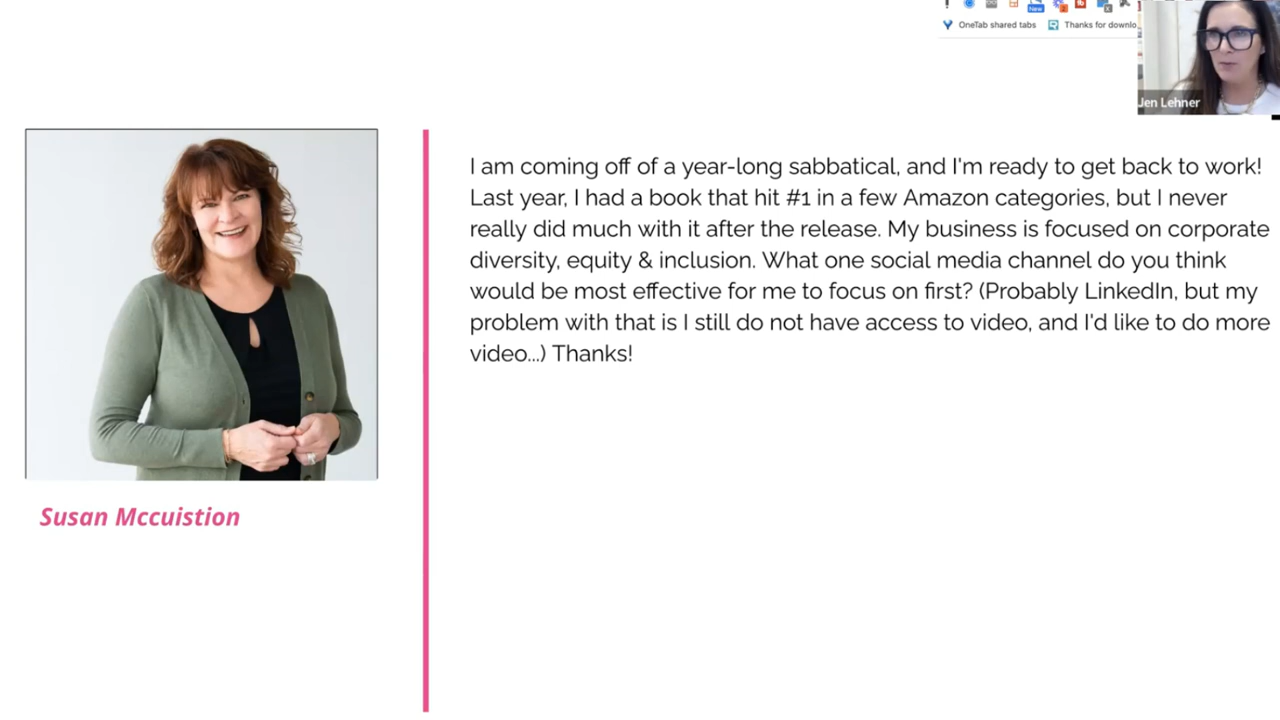 New
OneTab shared tabs
Thanks for downlo
Jen Lehner
I am coming off of a year-long sabbatical, and I'm ready to get back to work!
Last year, I had a book that hit #1 in a few Amazon categories, but I never
really did much with it after the release. My business is focused on corporate
diversity, equity & inclusion. What one social media channel do you think
would be most effective for me to focus on first? (Probably LinkedIn, but my
problem with that is I still do not have access to video, and I'd like to do more
video...) Thanks!
Susan Mccuistion